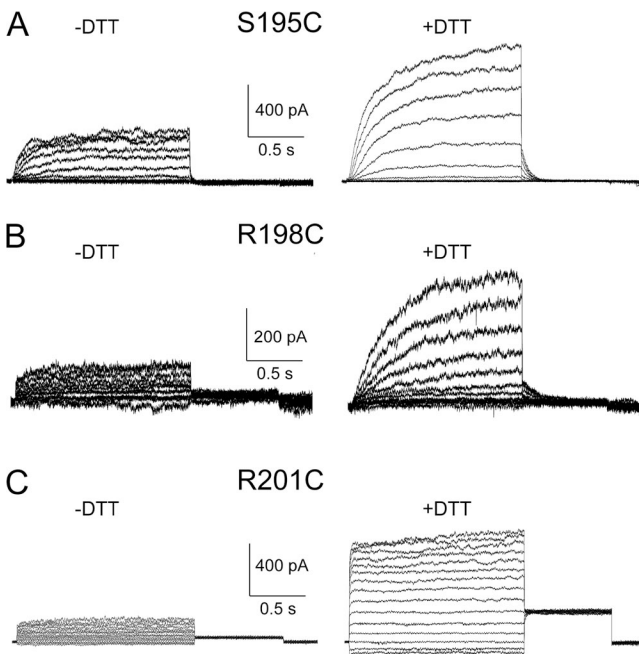 A
-DTT
S195C
+DTT
400 pA
0.5 s
B
-DTT
R198C
+DTT
200 pA
0.5 s
C
-DTT
R201C
+DTT
400 pA
0.5 s